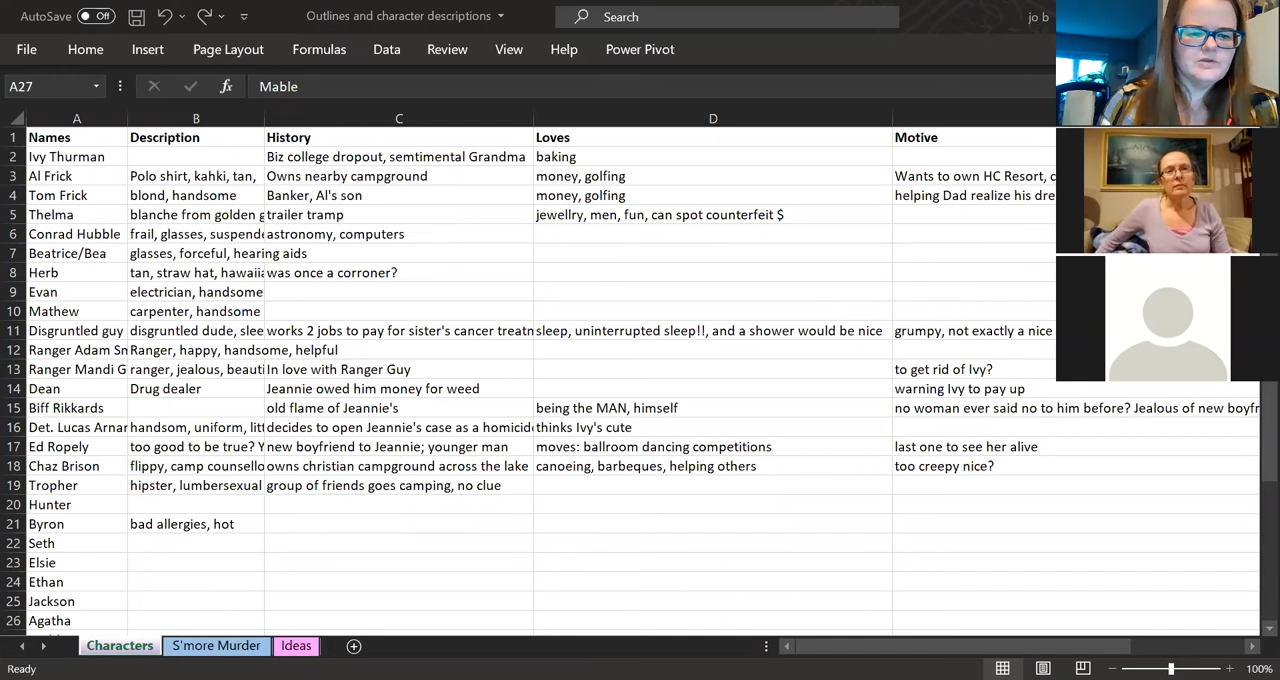 AutoSave Off Outlines and character descriptions Search jo b
File Home Insert Page Layout Formulas Data Review View Help Power Pivot
A27 fx Mable
A B C D
1 Names Description History Loves Motive
2 Ivy Thurman Biz college dropout, semtimental Grandma baking
3 Al Frick Polo shirt, kahki, tan, Owns nearby campground money, golfing Wants to own HC Resort, c
4 Tom Frick blond, handsome Banker, Al's son money, golfing helping Dad realize his dre
5 Thelma blanche from golden g trailer tramp jewellry, men, fun, can spot counterfeit $
6 Conrad Hubble frail, glasses, suspende astronomy, computers
7 Beatrice/Bea glasses, forceful, hearing aids
8 Herb tan, straw hat, hawaiia was once a corroner?
9 Evan electrician, handsome
10 Mathew carpenter, handsome
11 Disgruntled guy disgruntled dude, slee works 2 jobs to pay for sister's cancer treatn sleep, uninterrupted sleep!!, and a shower would be nice grumpy, not exactly a nice
12 Ranger Adam Sn Ranger, happy, handsome, helpful
13 Ranger Mandi G ranger, jealous, beauti In love with Ranger Guy to get rid of Ivy?
14 Dean Drug dealer Jeannie owed him money for weed warning Ivy to pay up
15 Biff Rikkards old flame of Jeannie's being the MAN, himself no woman ever said no to him before? Jealous of new boyfr
16 Det. Lucas Arnar handsom, uniform, litt decides to open Jeannie's case as a homicide thinks Ivy's cute
17 Ed Ropely too good to be true? Y new boyfriend to Jeannie; younger man moves: ballroom dancing competitions last one to see her alive
18 Chaz Brison flippy, camp counsello owns christian campground across the lake canoeing, barbeques, helping others too creepy nice?
19 Tropher hipster, lumbersexual group of friends goes camping, no clue
20 Hunter
21 Byron bad allergies, hot
22 Seth
23 Elsie
24 Ethan
25 Jackson
26 Agatha
Characters S'more Murder Ideas
Ready 100%